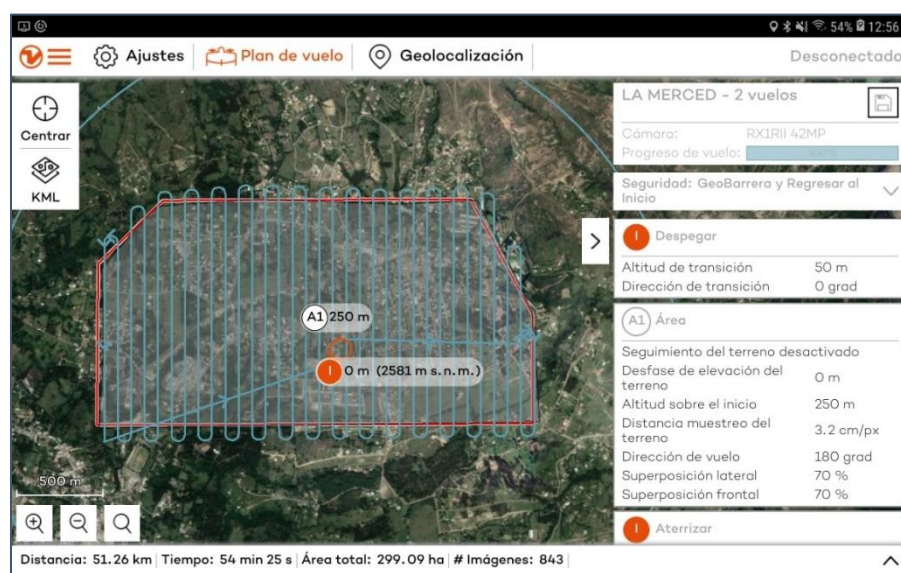 54% 12:56
Ajustes
Plan de vuelo
Geolocalización
Desconectado
Centrar
KML
LA MERCED - 2 vuelos
Cámara: RX1RII 42MP
Progreso de vuelo: 100%
Seguridad: GeoBarrera y Regresar al
Inicio
I Despegar
Altitud de transición 50 m
Dirección de transición 0 grad
A1 Área
Seguimiento del terreno desactivado
Desfase de elevación del
terreno 0 m
Altitud sobre el inicio 250 m
Distancia muestreo del
terreno 3.2 cm/px
Dirección de vuelo 180 grad
Superposición lateral 70 %
Superposición frontal 70 %
I Aterrizar
A1 250 m
I 0 m (2581 m s.n.m.)
500 m
Distancia: 51.26 km Tiempo: 54 min 25 s Área total: 299.09 ha # Imágenes: 843